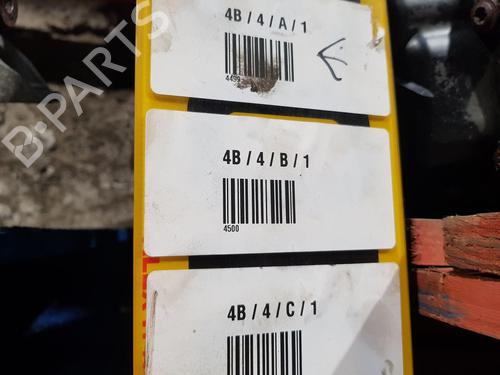 4B / 4 / A / 1
B-PARTS
4B / 4 / B / 1
4500
4B / 4 / C / 1